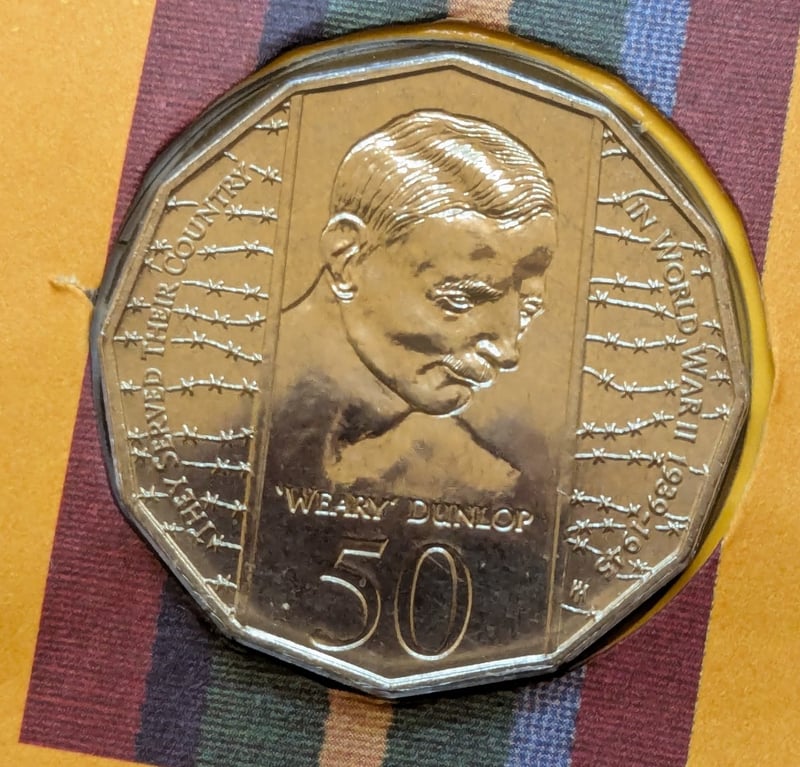 THEY SERVED THEIR COUNTRY
IN WORLD WAR II 1939-1945
'WEARY' DUNLOP
50